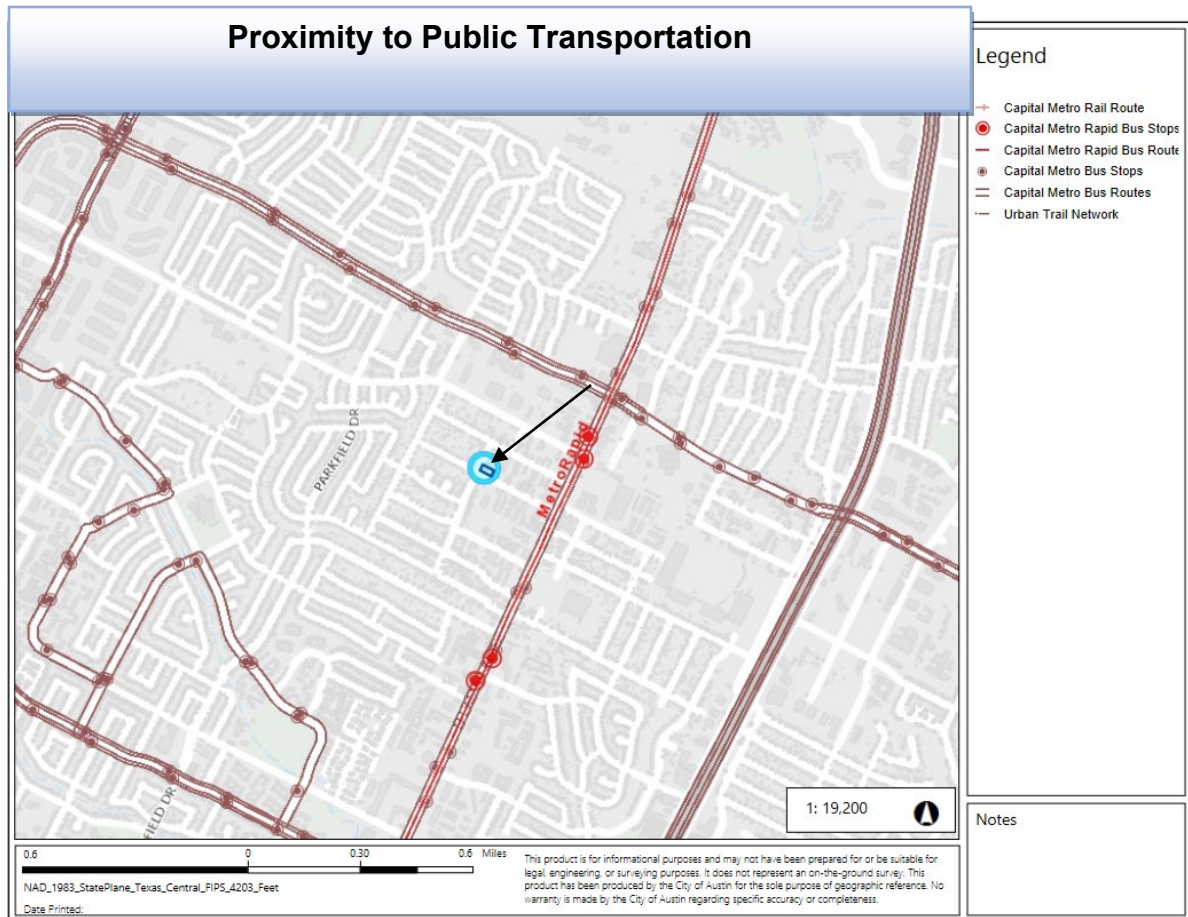 Proximity to Public Transportation
Legend
Capital Metro Rail Route
Capital Metro Rapid Bus Stops
Capital Metro Rapid Bus Route
Capital Metro Bus Stops
Capital Metro Bus Routes
Urban Trail Network
PARKFIELD DR
MetroRapid
FIELD DR
1: 19,200
Notes
0.6 0 0.30 0.6 Miles
NAD_1983_StatePlane_Texas_Central_FIPS_4203_Feet
Date Printed:
This product is for informational purposes and may not have been prepared for or be suitable for
legal, engineering, or surveying purposes. It does not represent an on-the-ground survey. This
product has been produced by the City of Austin for the sole purpose of geographic reference. No
warranty is made by the City of Austin regarding specific accuracy or completeness.